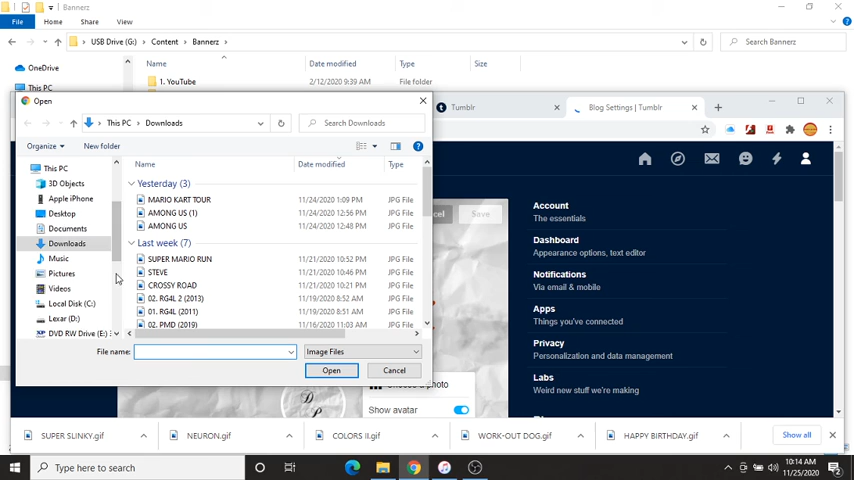 Bannerz
File
Home
Share
View
USB Drive (G:) › Content › Bannerz ›
Search Bannerz
OneDrive
This PC
Name
Date modified
Type
Size
1. YouTube
2/12/2020 9:39 AM
File folder
Open
Tumblr
Blog Settings | Tumblr
This PC › Downloads
Search Downloads
Organize
New folder
This PC
3D Objects
Apple iPhone
Desktop
Documents
Downloads
Music
Pictures
Videos
Local Disk (C:)
Lexar (D:)
DVD RW Drive (E:)
Name
Date modified
Type
Yesterday (3)
MARIO KART TOUR 11/24/2020 1:09 PM JPG File
AMONG US (1) 11/24/2020 12:56 PM JPG File
AMONG US 11/24/2020 12:48 PM JPG File
Last week (7)
SUPER MARIO RUN 11/21/2020 10:52 PM JPG File
STEVE 11/21/2020 10:46 PM JPG File
CROSSY ROAD 11/21/2020 10:21 PM JPG File
02. RG4L 2 (2013) 11/19/2020 8:52 AM JPG File
01. RG4L (2011) 11/19/2020 8:51 AM JPG File
02. PMD (2019) 11/16/2020 11:03 AM JPG File
File name:
Image Files
Open
Cancel
Save
Account
The essentials
Dashboard
Appearance options, text editor
Notifications
Via email & mobile
Apps
Things you've connected
Privacy
Personalization and data management
Labs
Weird new stuff we're making
a photo
Show avatar
DP
SUPER SLINKY.gif
NEURON.gif
COLORS II.gif
WORK-OUT DOG.gif
HAPPY BIRTHDAY.gif
Show all
Type here to search
10:14 AM
11/25/2020
2